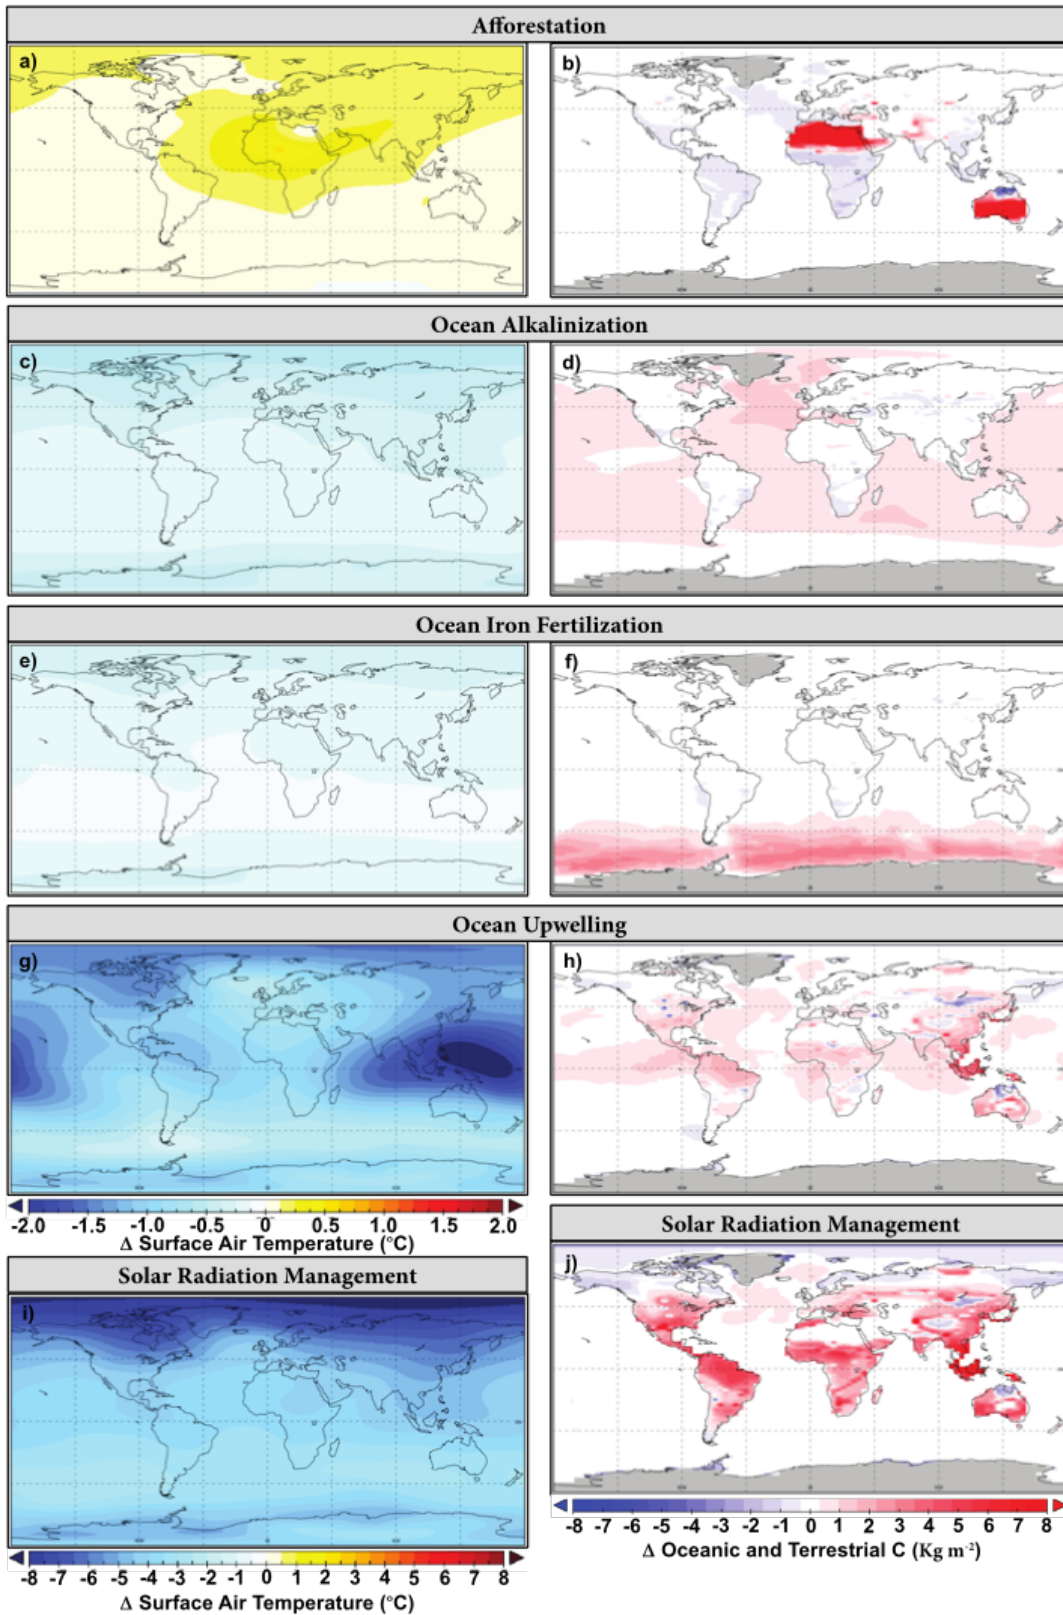 Afforestation
a)
b)
Ocean Alkalinization
c)
d)
Ocean Iron Fertilization
e)
f)
Ocean Upwelling
g)
h)
-2.0 -1.5 -1.0 -0.5 0 0.5 1.0 1.5 2.0
Δ Surface Air Temperature (°C)
Solar Radiation Management
j)
Solar Radiation Management
i)
-8 -7 -6 -5 -4 -3 -2 -1 0 1 2 3 4 5 6 7 8
Δ Oceanic and Terrestrial C (Kg m⁻²)
-8 -7 -6 -5 -4 -3 -2 -1 0 1 2 3 4 5 6 7 8
Δ Surface Air Temperature (°C)